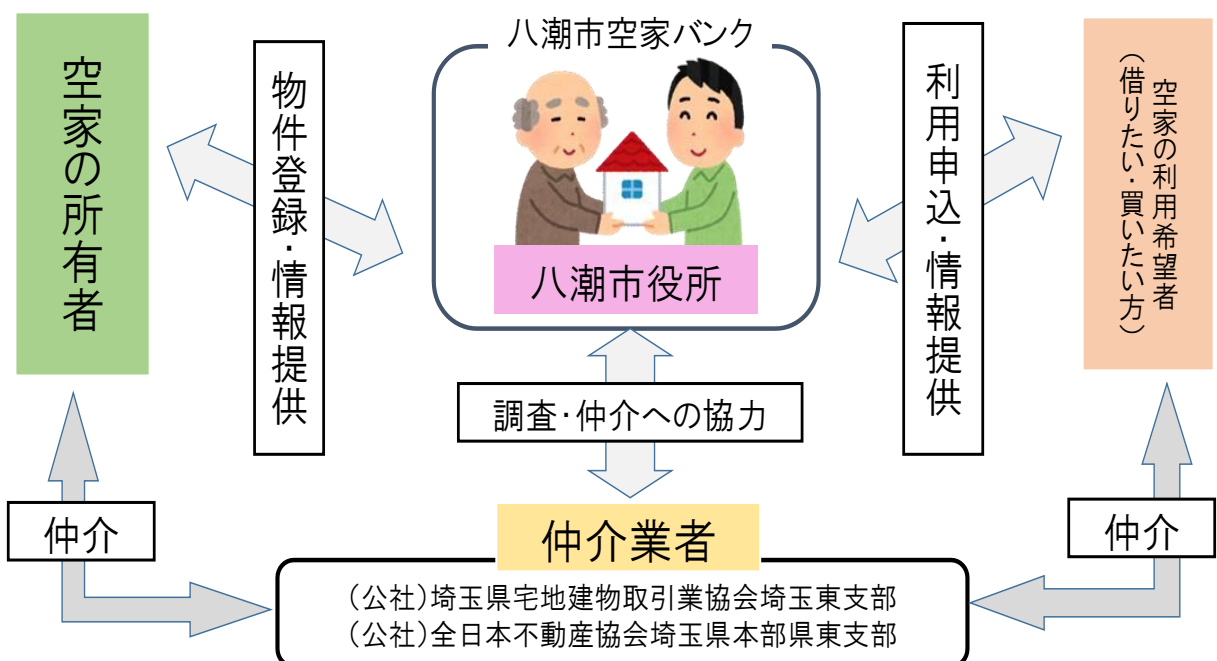 八潮市空家バンク
空家の所有者
物件登録・情報提供
八潮市役所
利用申込・情報提供
空家の利用希望者
（借りたい・買いたい方）
調査・仲介への協力
仲介
仲介業者
仲介
（公社）埼玉県宅地建物取引業協会埼玉東支部
（公社）全日本不動産協会埼玉県本部県東支部